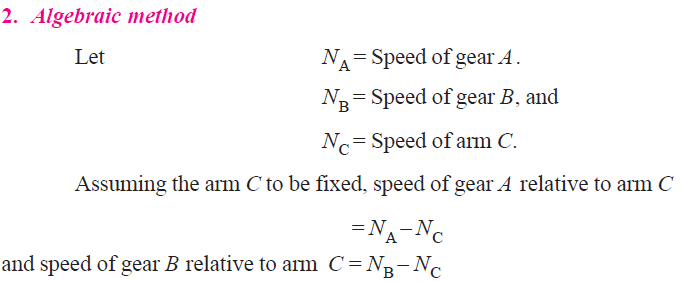 2. Algebraic method
Let N_A = Speed of gear A.
N_B = Speed of gear B, and
N_C = Speed of arm C.
Assuming the arm C to be fixed, speed of gear A relative to arm C
= N_A – N_C
and speed of gear B relative to arm C = N_B – N_C